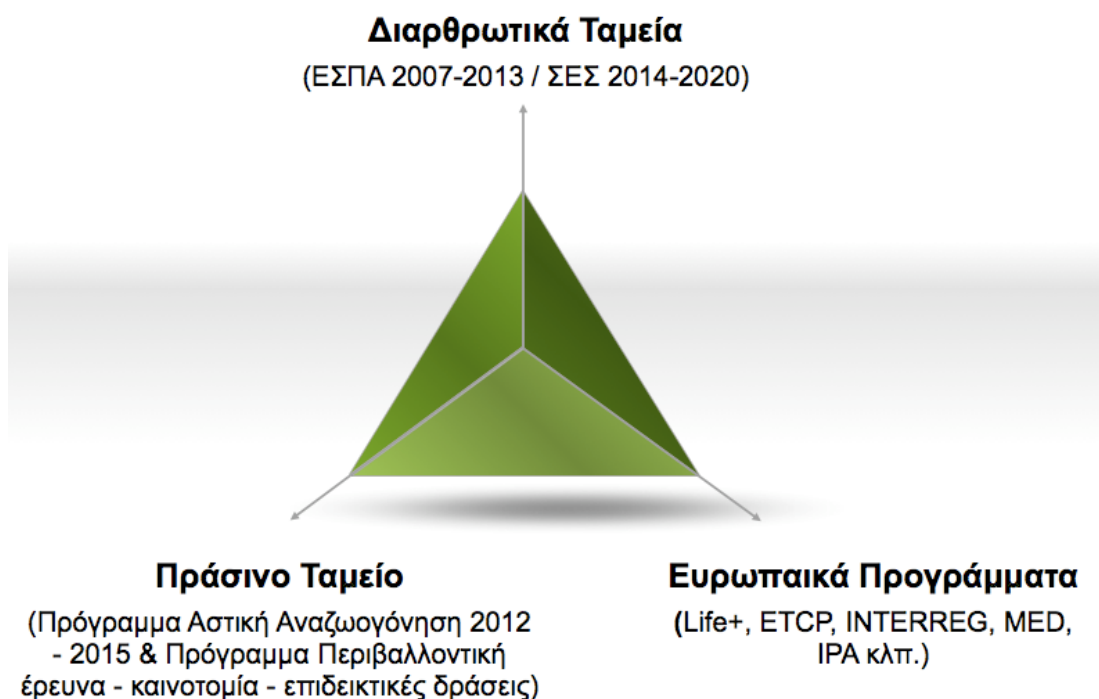 Διαρθρωτικά Ταμεία
(ΕΣΠΑ 2007-2013 / ΣΕΣ 2014-2020)
Πράσινο Ταμείο
(Πρόγραμμα Αστική Αναζωογόνηση 2012
- 2015 & Πρόγραμμα Περιβαλλοντική
έρευνα - καινοτομία - επιδεικτικές δράσεις)
Ευρωπαικά Προγράμματα
(Life+, ETCP, INTERREG, MED,
IPA κλπ.)